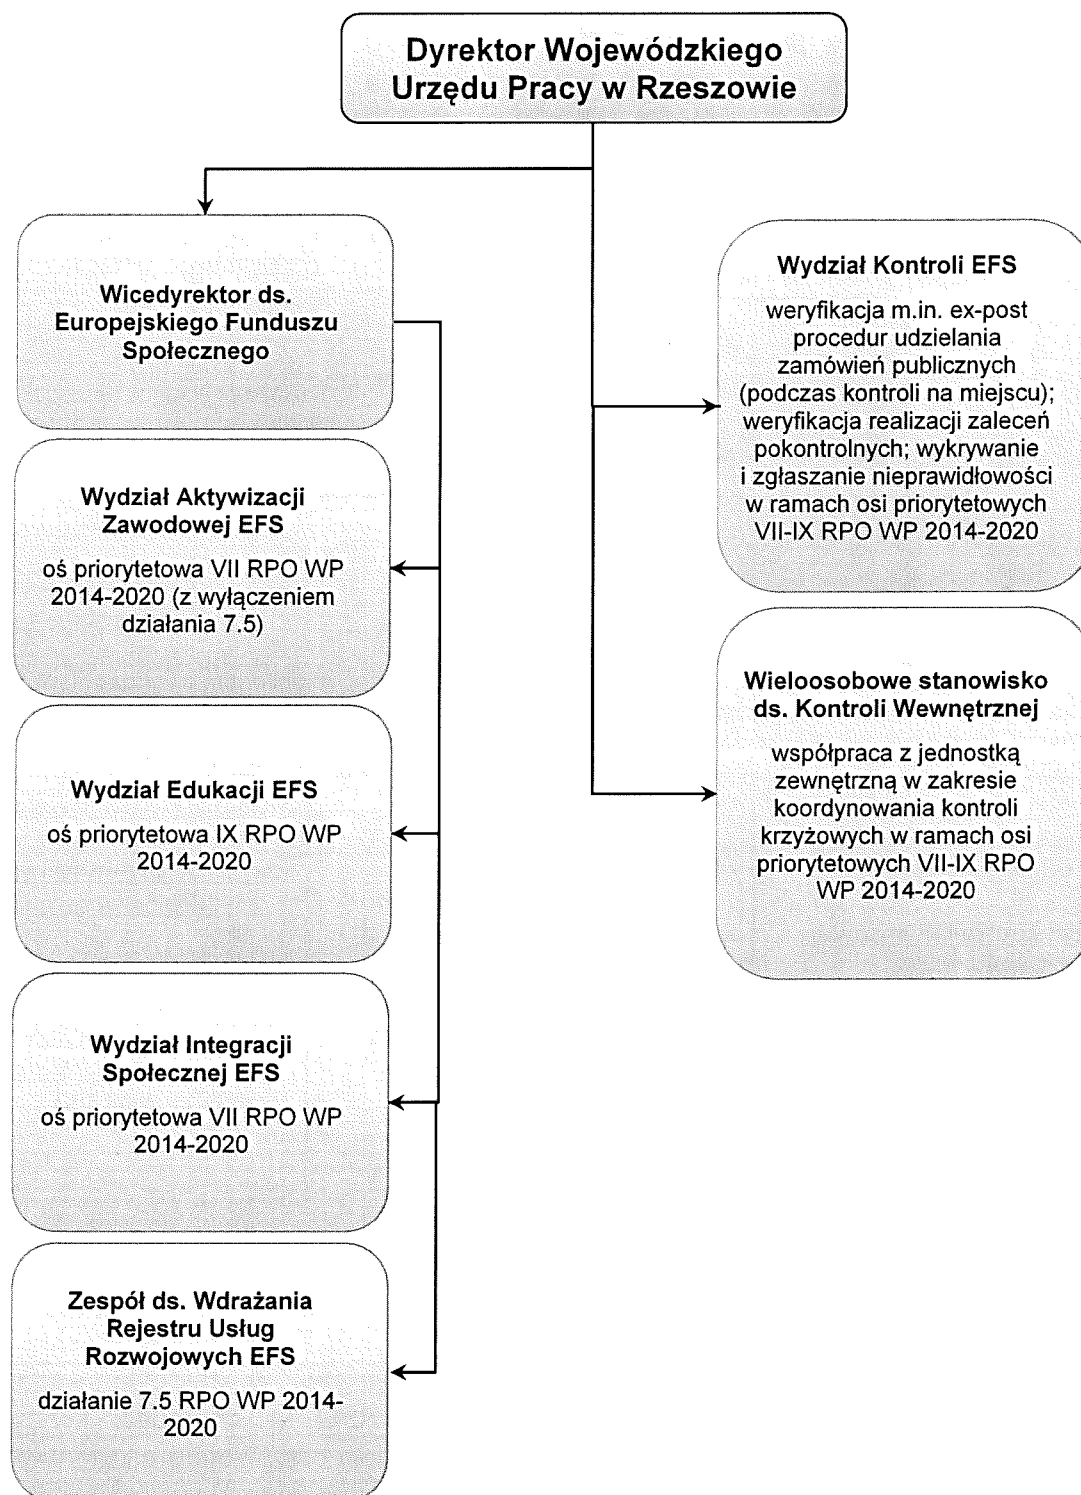 Dyrektor Wojewódzkiego
Urzędu Pracy w Rzeszowie
Wicedyrektor ds.
Europejskiego Funduszu
Społecznego
Wydział Aktywizacji
Zawodowej EFS
oś priorytetowa VII RPO WP
2014-2020 (z wyłączeniem
działania 7.5)
Wydział Edukacji EFS
oś priorytetowa IX RPO WP
2014-2020
Wydział Integracji
Społecznej EFS
oś priorytetowa VII RPO WP
2014-2020
Zespół ds. Wdrażania
Rejestru Usług
Rozwojowych EFS
działanie 7.5 RPO WP 2014-
2020
Wydział Kontroli EFS
weryfikacja m.in. ex-post
procedur udzielania
zamówień publicznych
(podczas kontroli na miejscu);
weryfikacja realizacji zaleceń
pokontrolnych; wykrywanie
i zgłaszanie nieprawidłowości
w ramach osi priorytetowych
VII-IX RPO WP 2014-2020
Wieloosobowe stanowisko
ds. Kontroli Wewnętrznej
współpraca z jednostką
zewnętrzną w zakresie
koordynowania kontroli
krzyżowych w ramach osi
priorytetowych VII-IX RPO
WP 2014-2020